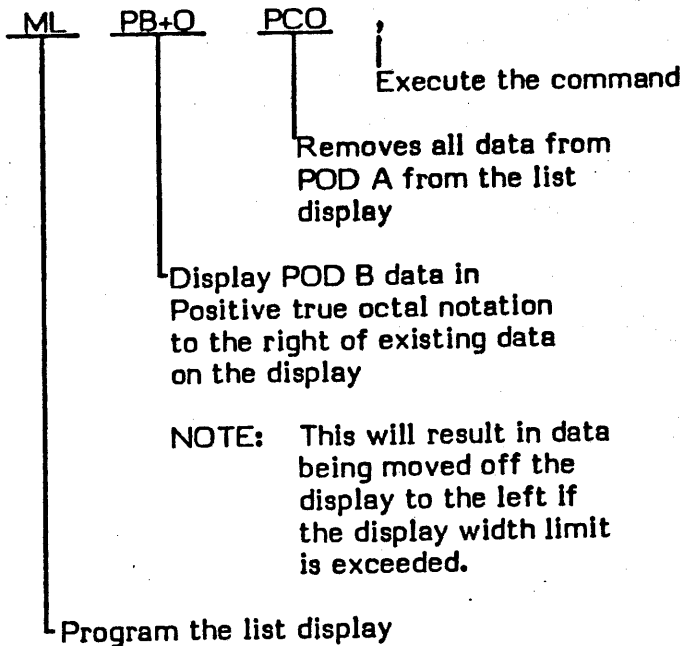 ML PB+O PCO ,
Execute the command
Removes all data from
POD A from the list
display
Display POD B data in
Positive true octal notation
to the right of existing data
on the display
NOTE: This will result in data
being moved off the
display to the left if
the display width limit
is exceeded.
Program the list display